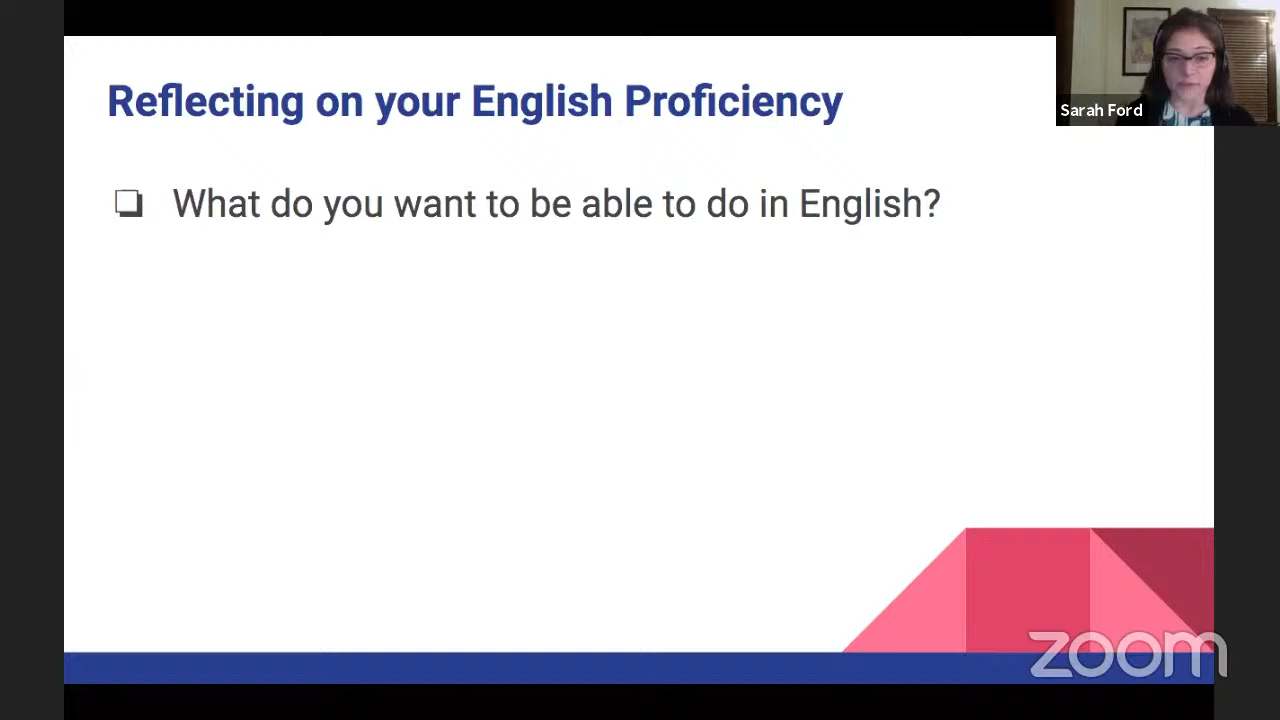 Reflecting on your English Proficiency
Sarah Ford
❏ What do you want to be able to do in English?
zoom